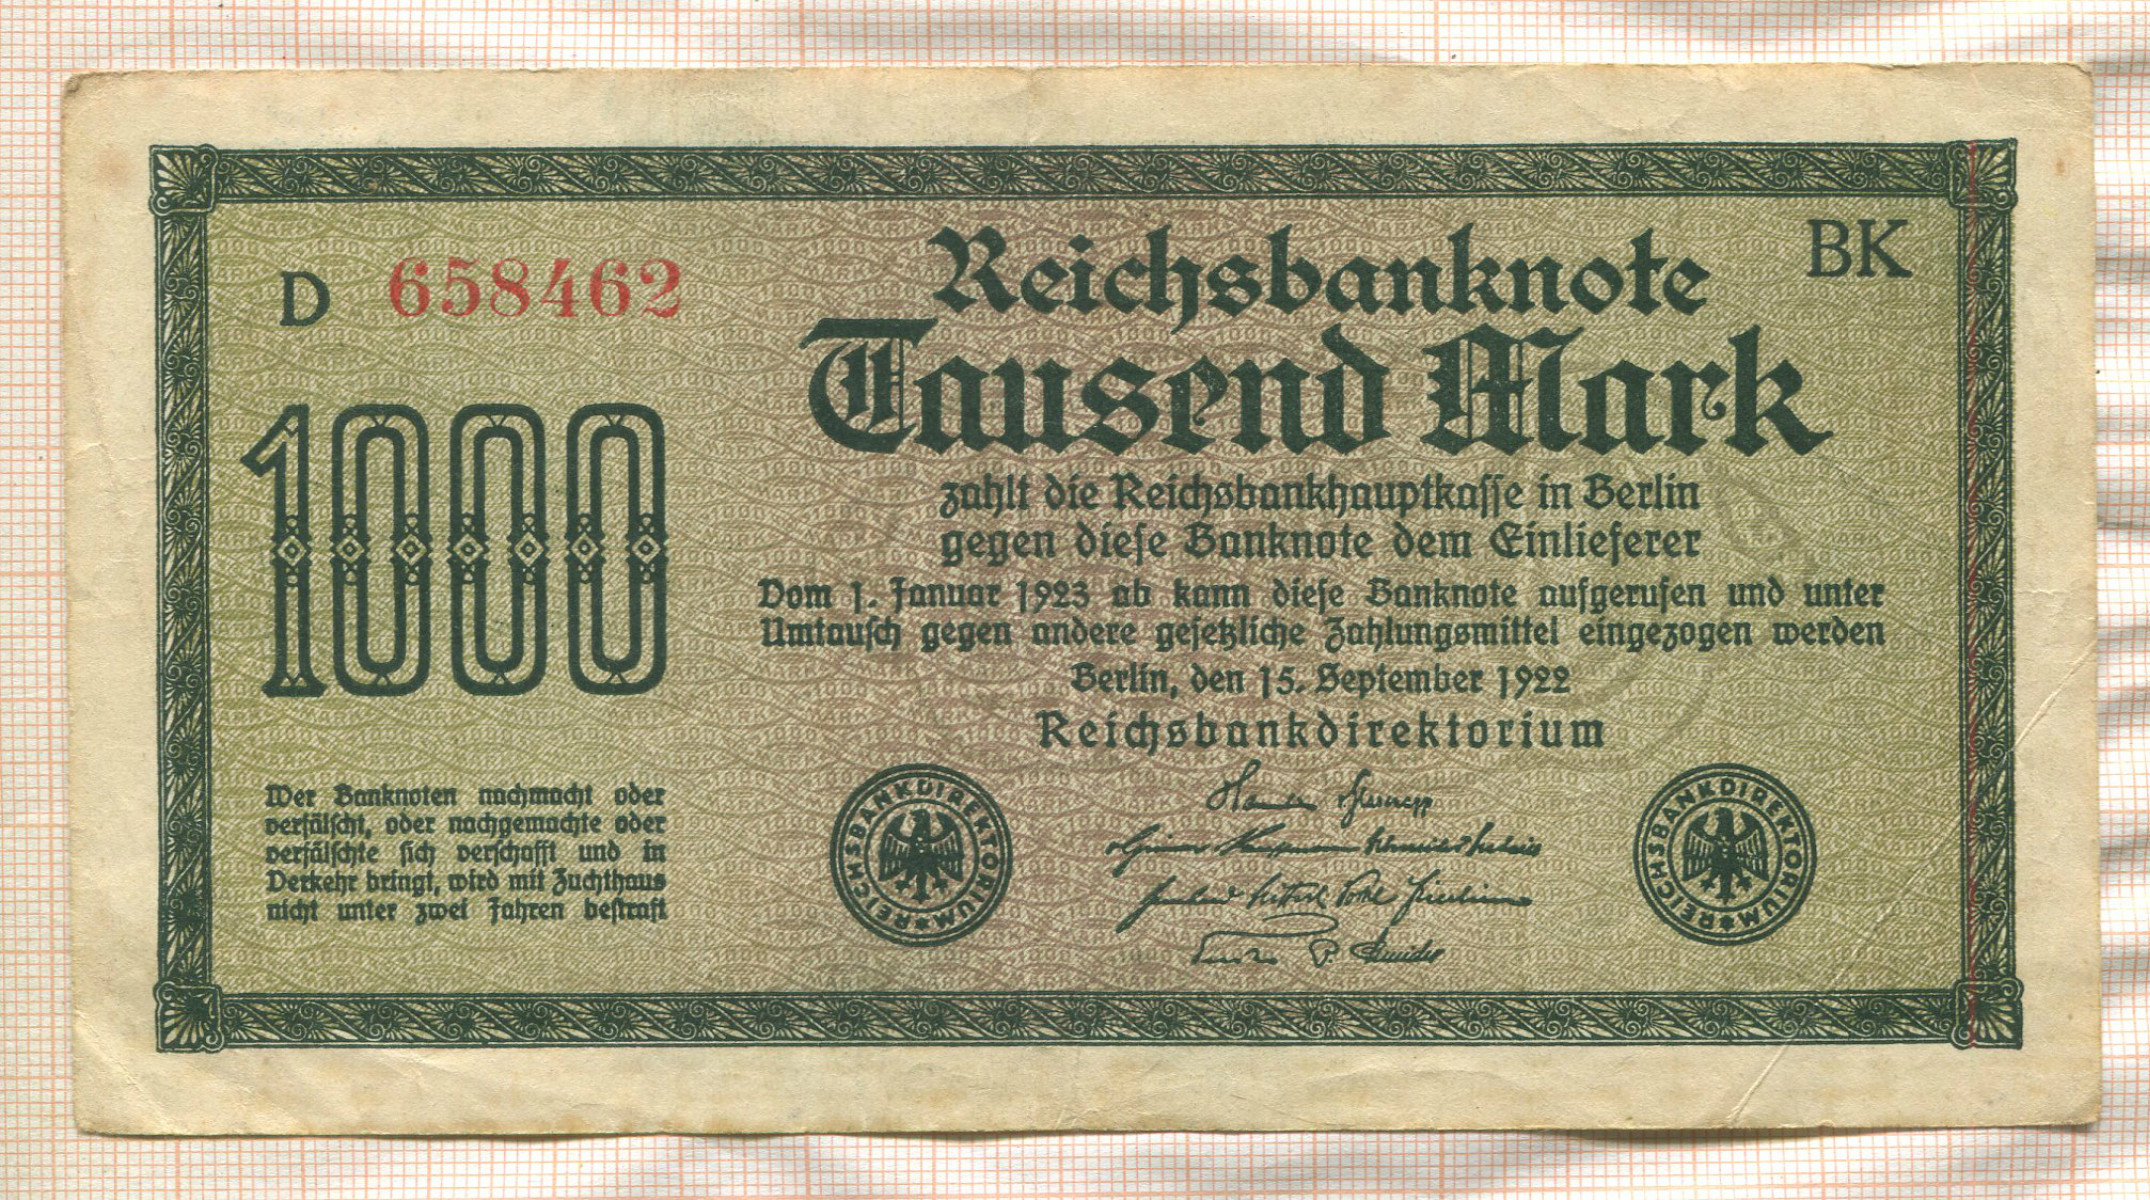 D 658462
BK
Reichsbanknote
Tausend Mark
1000
zahlt die Reichsbankhauptkasse in Berlin
gegen diese Banknote dem Einlieferer
Vom 1. Januar 1923 ab kann diese Banknote aufgerufen und unter
Umtausch gegen andere gesetzliche Zahlungsmittel eingezogen werden
Berlin, den 15. September 1922
Reichsbankdirektorium
Wer Banknoten nachmacht oder
verfälscht, oder nachgemachte oder
verfälschte sich verschafft und in
Verkehr bringt, wird mit Zuchthaus
nicht unter zwei Jahren bestraft
REICHSBANKDIREKTORIUM
REICHSBANKDIREKTORIUM